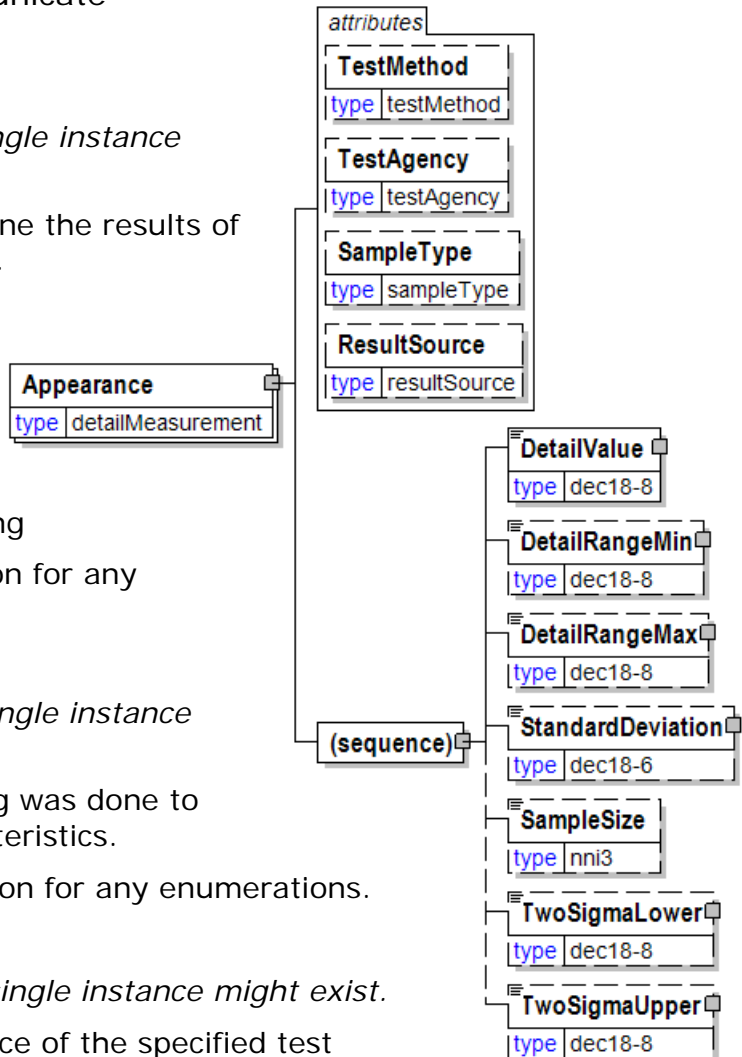 unicate
ngle instance
ne the results of
.
ng
on for any
ngle instance
g was done to
teristics.
on for any enumerations.
single instance might exist.
ce of the specified test
attributes
TestMethod
type testMethod
TestAgency
type testAgency
SampleType
type sampleType
ResultSource
type resultSource
Appearance
type detailMeasurement
(sequence)
DetailValue
type dec18-8
DetailRangeMin
type dec18-8
DetailRangeMax
type dec18-8
StandardDeviation
type dec18-6
SampleSize
type nni3
TwoSigmaLower
type dec18-8
TwoSigmaUpper
type dec18-8